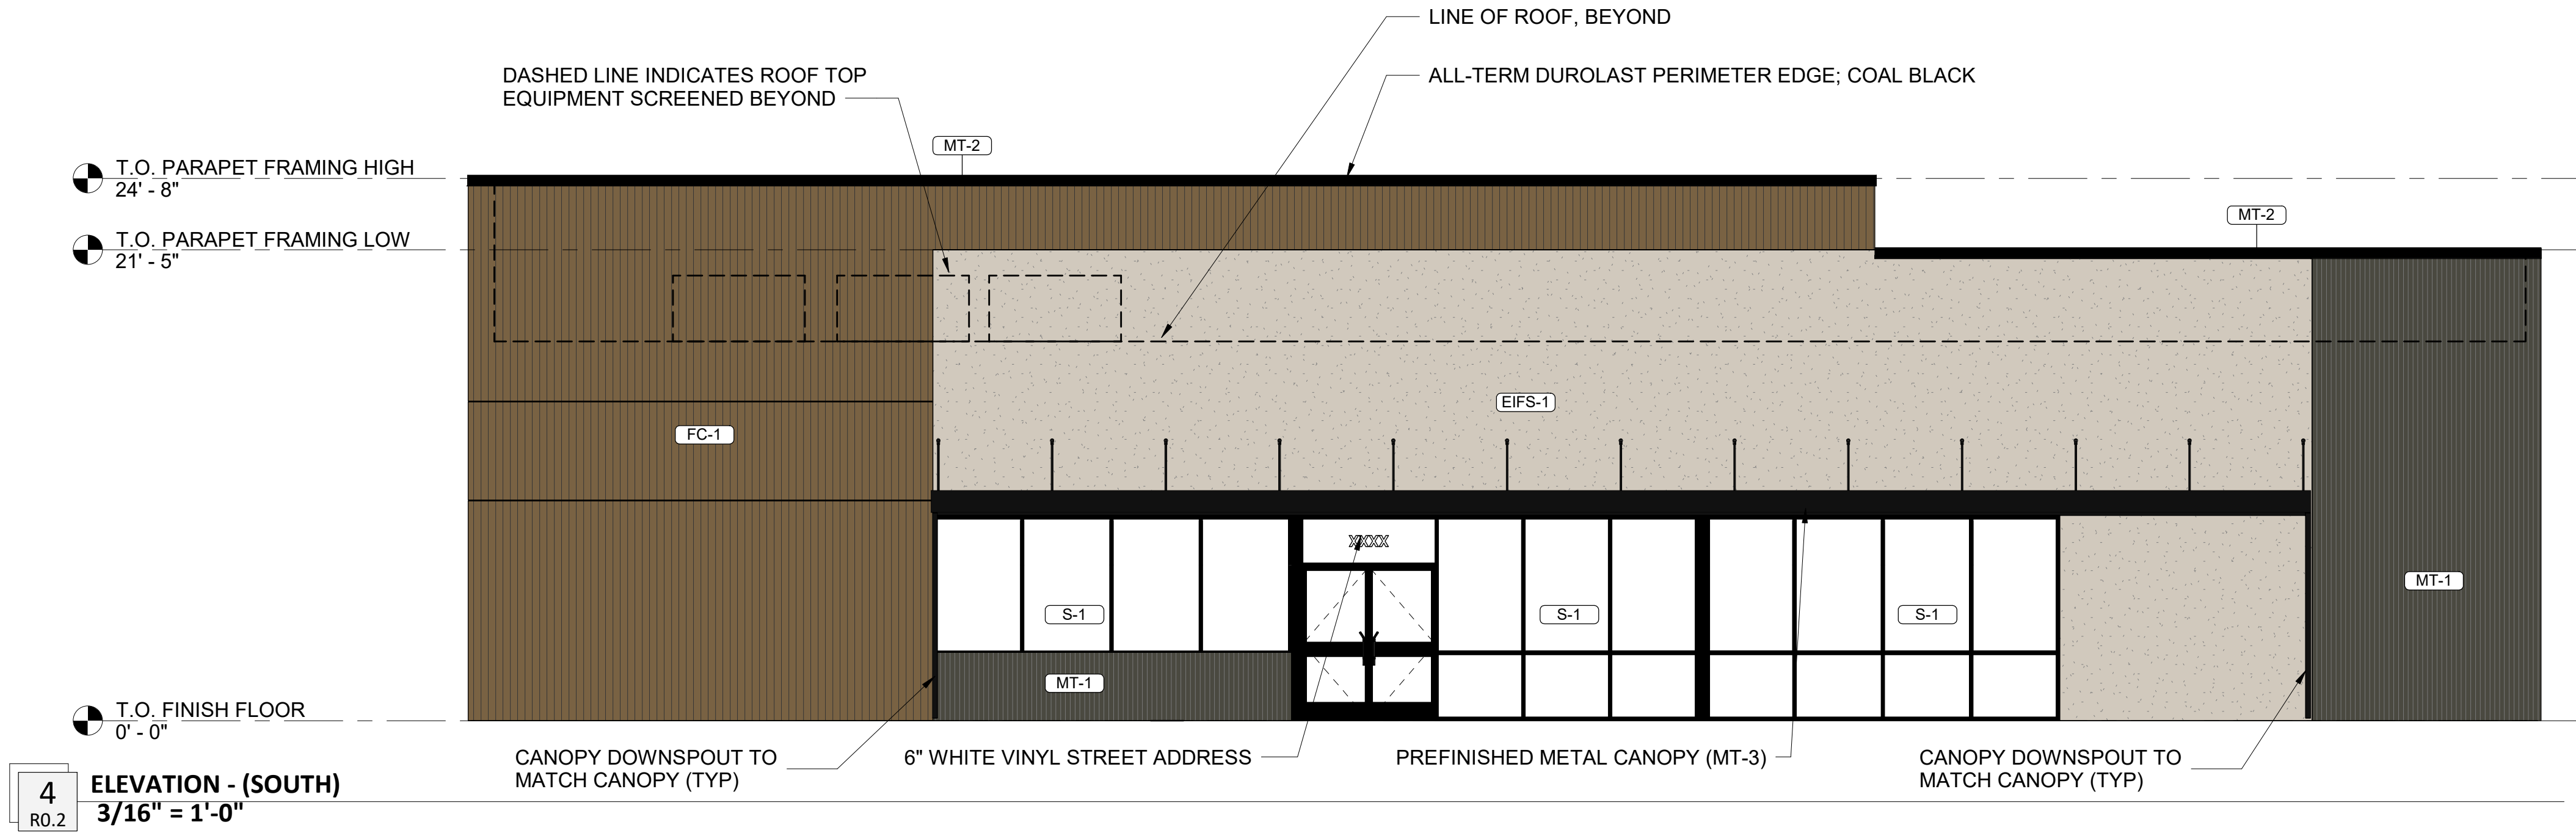 LINE OF ROOF, BEYOND
DASHED LINE INDICATES ROOF TOP
EQUIPMENT SCREENED BEYOND
ALL-TERM DUROLAST PERIMETER EDGE; COAL BLACK
MT-2
T.O. PARAPET FRAMING HIGH
24' - 8"
MT-2
T.O. PARAPET FRAMING LOW
21' - 5"
EIFS-1
FC-1
XXXXX
MT-1
S-1
S-1
S-1
MT-1
T.O. FINISH FLOOR
0' - 0"
CANOPY DOWNSPOUT TO
MATCH CANOPY (TYP)
6" WHITE VINYL STREET ADDRESS
PREFINISHED METAL CANOPY (MT-3)
CANOPY DOWNSPOUT TO
MATCH CANOPY (TYP)
4
R0.2
ELEVATION - (SOUTH)
3/16" = 1'-0"